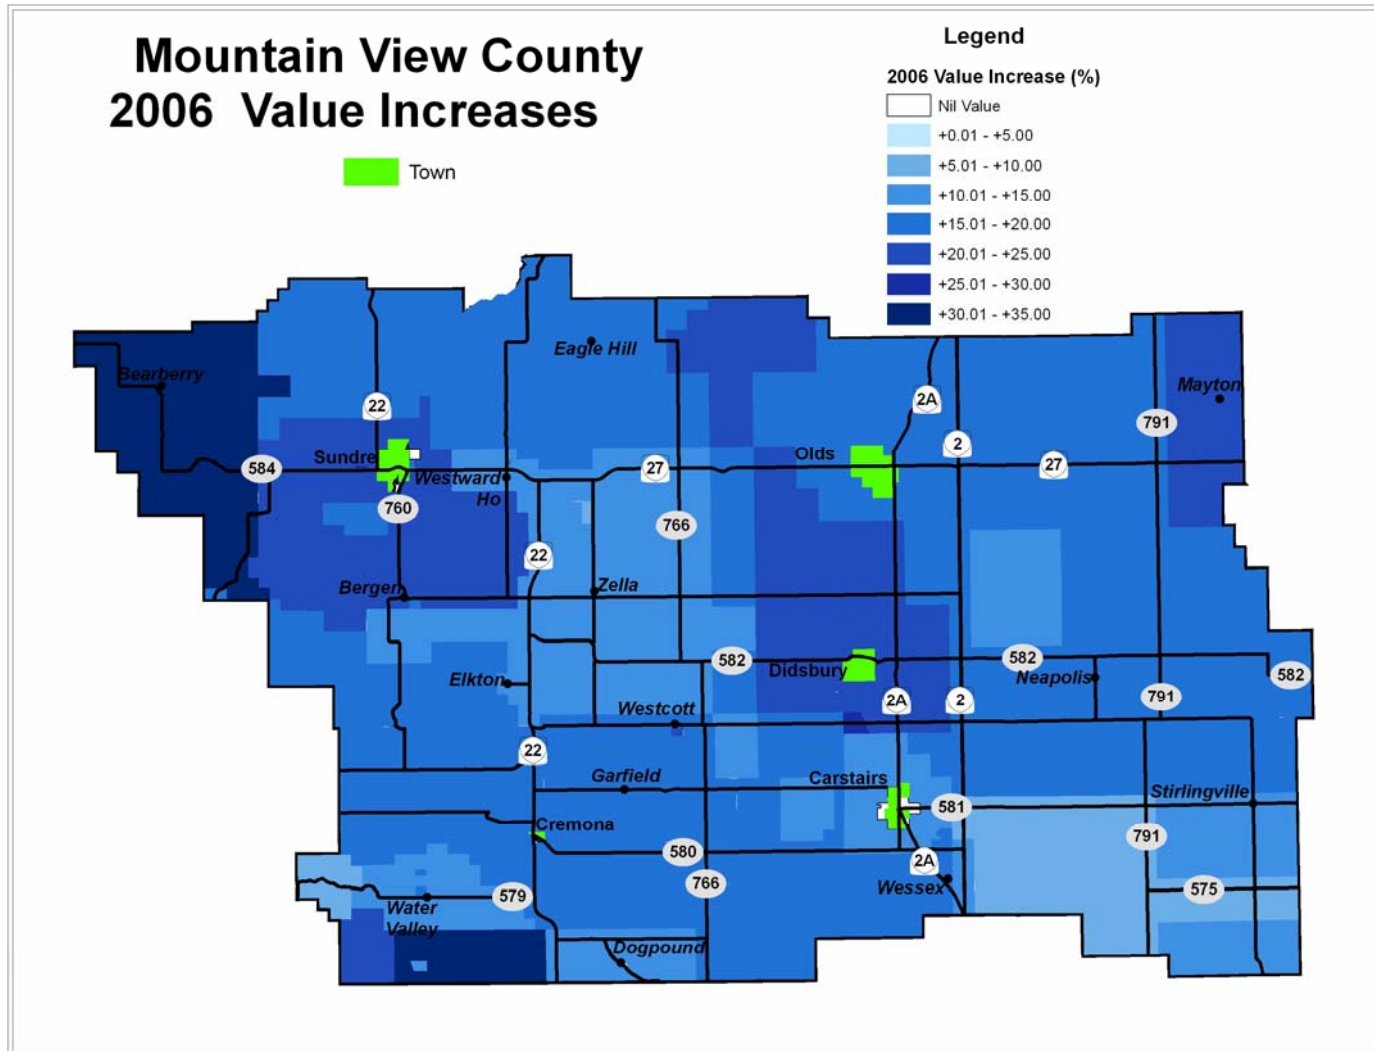 Mountain View County
2006 Value Increases
Town
Legend
2006 Value Increase (%)
Nil Value
+0.01 - +5.00
+5.01 - +10.00
+10.01 - +15.00
+15.01 - +20.00
+20.01 - +25.00
+25.01 - +30.00
+30.01 - +35.00
Eagle Hill
Bearberry
Mayton
22
2A
791
2
Sundre
Olds
584
27
27
Westward
Ho
760
766
22
Bergen
Zella
582
582
Didsbury
Neapolis
582
Elkton
2A
2
791
Westcott
22
Garfield
Carstairs
Stirlingville
581
Cremona
791
580
2A
766
Wessex
575
579
Water
Valley
Dogpound